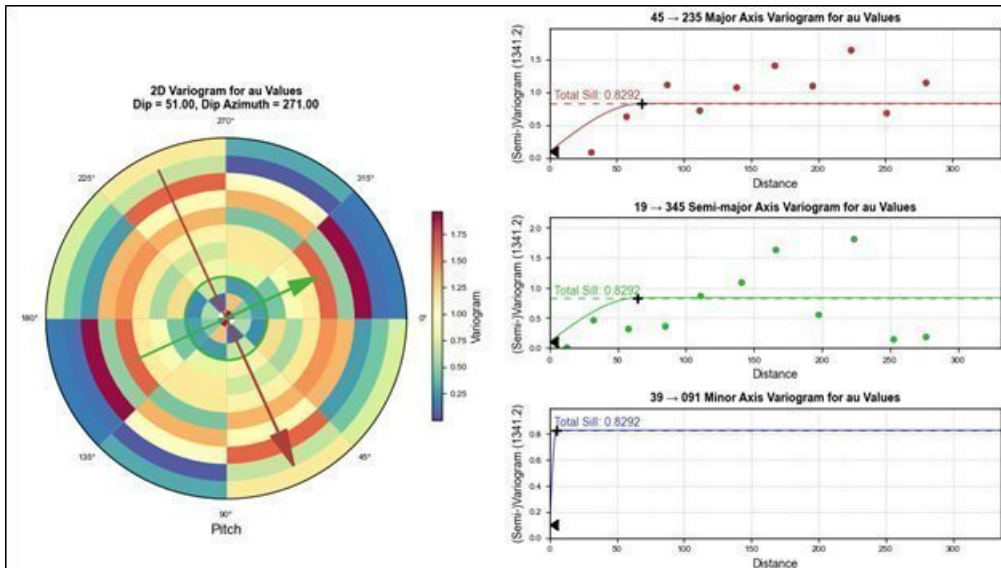 2D Variogram for au Values
Dip = 51.00, Dip Azimuth = 271.00
270°
225°
315°
180°
0°
135°
45°
90°
Pitch
1.75
1.50
1.25
1.00
0.75
0.50
0.25
Variogram
45 → 235 Major Axis Variogram for au Values
(Semi-)Variogram (1341.2)
1.5
1.0
0.5
0.0
Total Sill: 0.8292
0 50 100 150 200 250 300
Distance
19 → 345 Semi-major Axis Variogram for au Values
(Semi-)Variogram (1341.2)
2.0
1.5
1.0
0.5
0.0
Total Sill: 0.8292
0 50 100 150 200 250 300
Distance
39 → 091 Minor Axis Variogram for au Values
(Semi-)Variogram (1341.2)
0.8
0.6
0.4
0.2
0.0
Total Sill: 0.8292
0 50 100 150 200 250 300
Distance